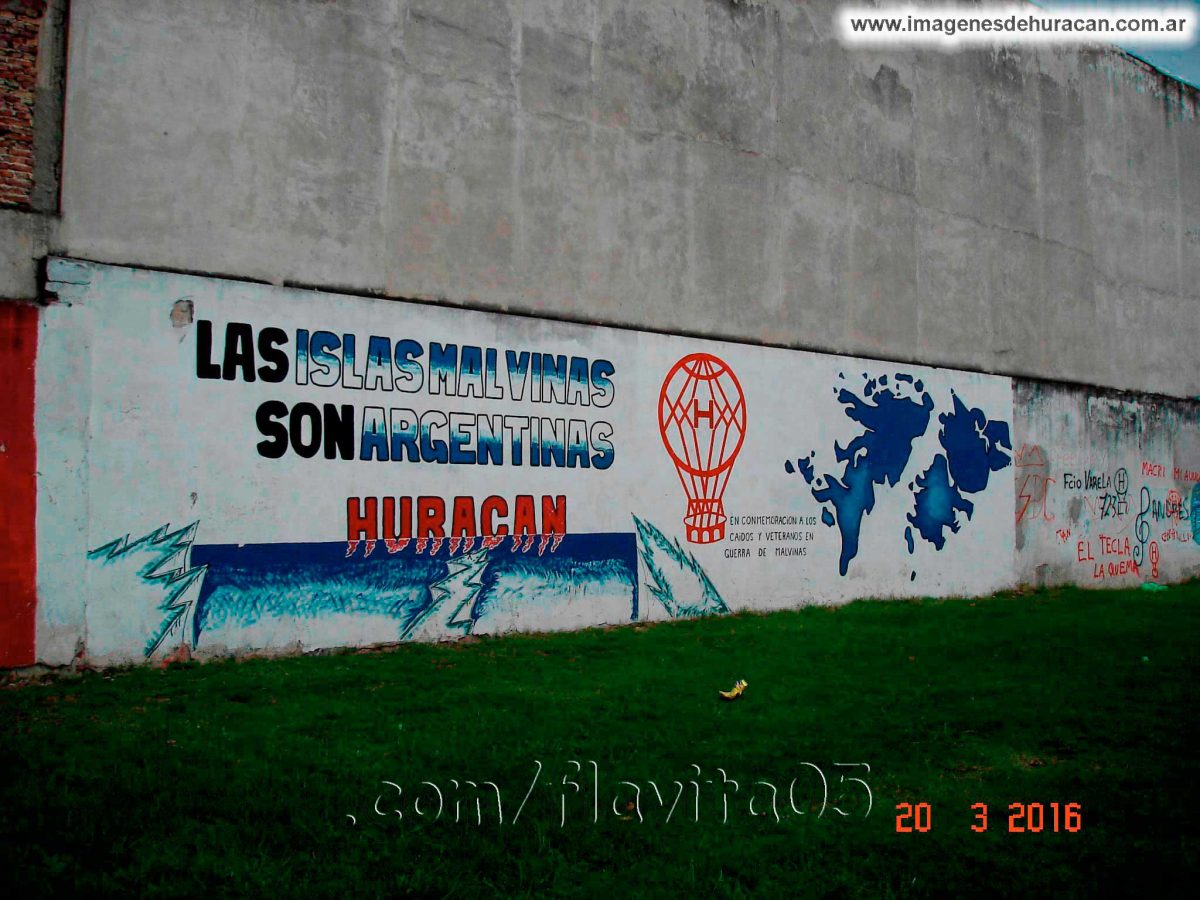 www.imagenesdehuracan.com.ar
LAS ISLAS MALVINAS
SON ARGENTINAS
HURACAN
H
EN CONMEMORACION A LOS
CAIDOS Y VETERANOS EN
GUERRA DE MALVINAS
MACRI
Fcio VARELA
H
723
EL TECLA
LA QUEMA
H
.com/flavita05
20 3 2016